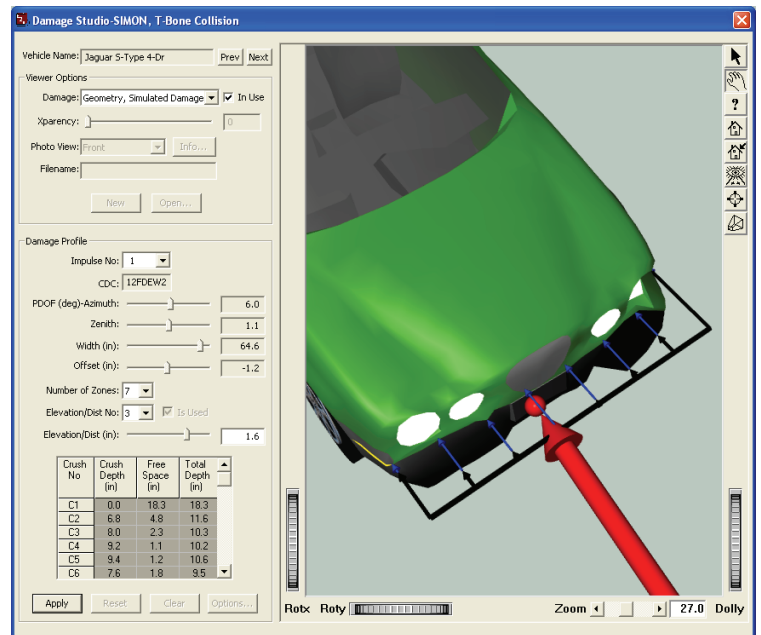 Damage Studio-SIMON, T-Bone Collision
Vehicle Name: Jaguar S-Type 4-Dr Prev Next
Viewer Options
Damage: Geometry, Simulated Damage In Use
Xparency: 0
Photo View: Front Info...
Filename:
New Open...
Damage Profile
Impulse No: 1
CDC: 12FDEW2
PDOF (deg)-Azimuth: 6.0
Zenith: 1.1
Width (in): 64.6
Offset (in): -1.2
Number of Zones: 7
Elevation/Dist No: 3 Is Used
Elevation/Dist (in): 1.6
Crush Crush Free Total
No Depth Space Depth
(in) (in) (in)
C1 0.0 18.3 18.3
C2 6.8 4.8 11.6
C3 8.0 2.3 10.3
C4 9.2 1.1 10.2
C5 9.4 1.2 10.6
C6 7.6 1.8 9.5
Apply Reset Clear Options...
?
Rotx Roty Zoom 27.0 Dolly